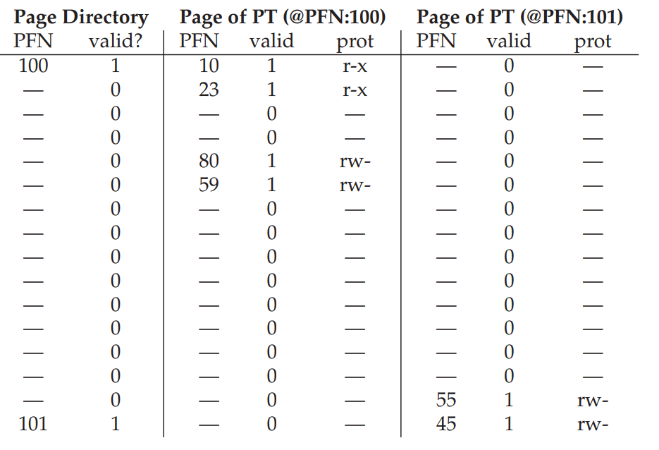 Page Directory Page of PT (@PFN:100) Page of PT (@PFN:101)
PFN valid? PFN valid prot PFN valid prot
100 1 10 1 r-x — 0 —
— 0 23 1 r-x — 0 —
— 0 — 0 — — 0 —
— 0 — 0 — — 0 —
— 0 80 1 rw- — 0 —
— 0 59 1 rw- — 0 —
— 0 — 0 — — 0 —
— 0 — 0 — — 0 —
— 0 — 0 — — 0 —
— 0 — 0 — — 0 —
— 0 — 0 — — 0 —
— 0 — 0 — — 0 —
— 0 — 0 — — 0 —
— 0 — 0 — — 0 —
— 0 — 0 — 55 1 rw-
101 1 — 0 — 45 1 rw-